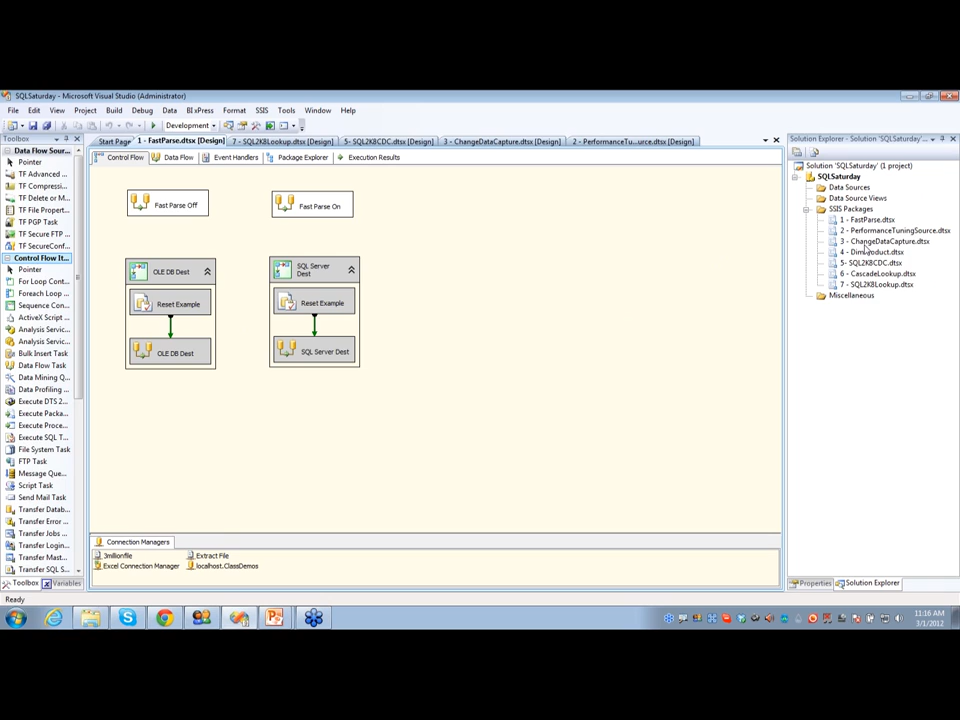 SQLSaturday - Microsoft Visual Studio (Administrator)
File Edit View Project Build Debug Data BI xPress Format SSIS Tools Window Help
Development
Toolbox
Data Flow Sour...
Pointer
TF Advanced ...
TF Compressi...
TF Delete or M...
TF File Propert...
TF PGP Task
TF Secure FTP ...
TF SecureConf...
Control Flow It...
Pointer
For Loop Cont...
Foreach Loop ...
Sequence Con...
ActiveX Script ...
Analysis Servic...
Analysis Servic...
Bulk Insert Task
Data Flow Task
Data Mining Q...
Data Profiling ...
Execute DTS 2...
Execute Packa...
Execute Proce...
Execute SQL T...
File System Task
FTP Task
Message Que...
Script Task
Send Mail Task
Transfer Datab...
Transfer Error ...
Transfer Jobs ...
Transfer Login...
Transfer Mast...
Transfer SQL S...
Toolbox Variables
Start Page 1 - FastParse.dtsx [Design] 7 - SQL2K8Lookup.dtsx [Design] 5- SQL2K8CDC.dtsx [Design] 3 - ChangeDataCapture.dtsx [Design] 2 - PerformanceTu...urce.dtsx [Design]
Control Flow Data Flow Event Handlers Package Explorer Execution Results
Fast Parse Off
Fast Parse On
OLE DB Dest
Reset Example
OLE DB Dest
SQL Server
Dest
Reset Example
SQL Server Dest
Connection Managers
3millionfile
Extract File
Excel Connection Manager
localhost.ClassDemos
Solution Explorer - Solution 'SQLSaturday'...
Solution 'SQLSaturday' (1 project)
SQLSaturday
Data Sources
Data Source Views
SSIS Packages
1 - FastParse.dtsx
2 - PerformanceTuningSource.dtsx
3 - ChangeDataCapture.dtsx
4 - DimProduct.dtsx
5- SQL2K8CDC.dtsx
6 - CascadeLookup.dtsx
7 - SQL2K8Lookup.dtsx
Miscellaneous
Properties Solution Explorer
Ready
11:16 AM
3/1/2012